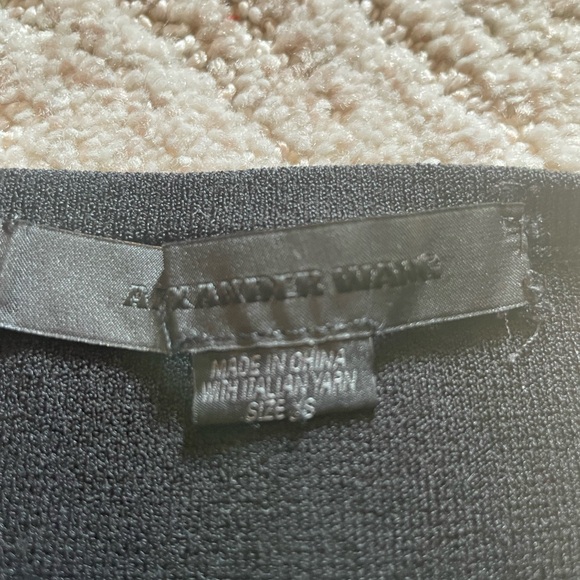 ALEXANDER WANG
MADE IN CHINA
WITH ITALIAN YARN
SIZE